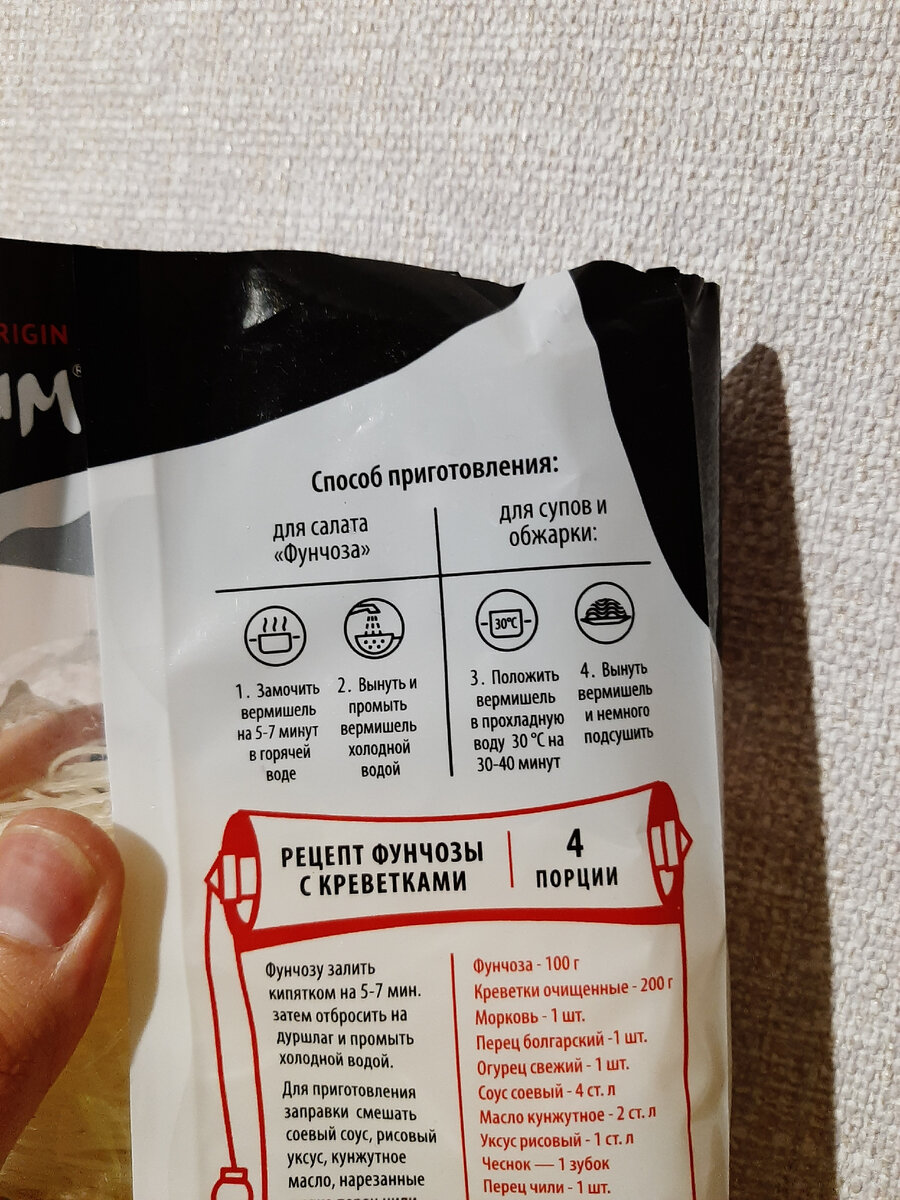 RIGIN
Способ приготовления:
для салата
«Фунчоза»
для супов и
обжарки:
30°C
1. Замочить
вермишель
на 5-7 минут
в горячей
воде
2. Вынуть и
промыть
вермишель
холодной
водой
3. Положить
вермишель
в прохладную
воду 30 °С на
30-40 минут
4. Вынуть
вермишель
и немного
подсушить
РЕЦЕПТ ФУНЧОЗЫ
С КРЕВЕТКАМИ
4
ПОРЦИИ
Фунчозу залить
кипятком на 5-7 мин.
затем отбросить на
дуршлаг и промыть
холодной водой.
Для приготовления
заправки смешать
соевый соус, рисовый
уксус, кунжутное
масло, нарезанные
Фунчоза - 100 г
Креветки очищенные - 200 г
Морковь - 1 шт.
Перец болгарский -1 шт.
Огурец свежий - 1 шт.
Соус соевый - 4 ст. л
Масло кунжутное - 2 ст. л
Уксус рисовый - 1 ст. л
Чеснок — 1 зубок
Перец чили - 1 шт.